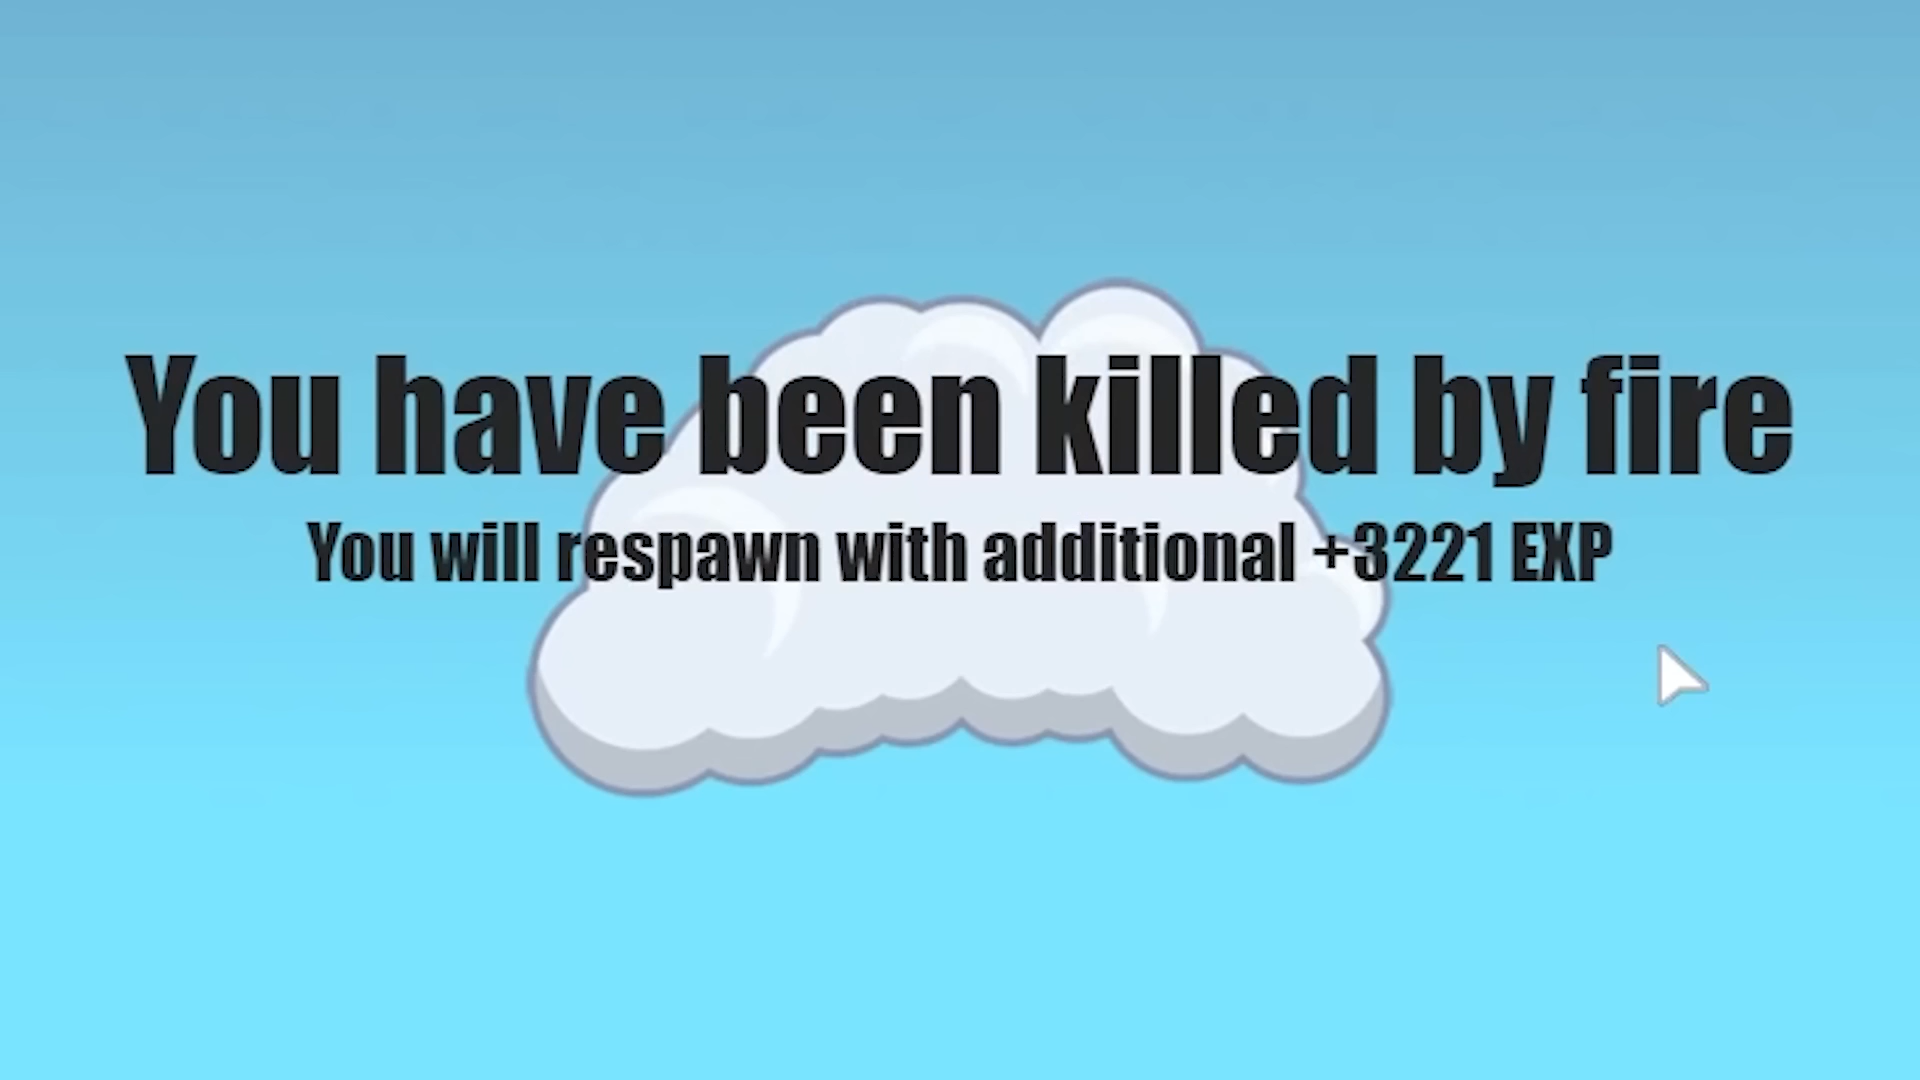 You have been killed by fire
You will respawn with additional +3221 EXP